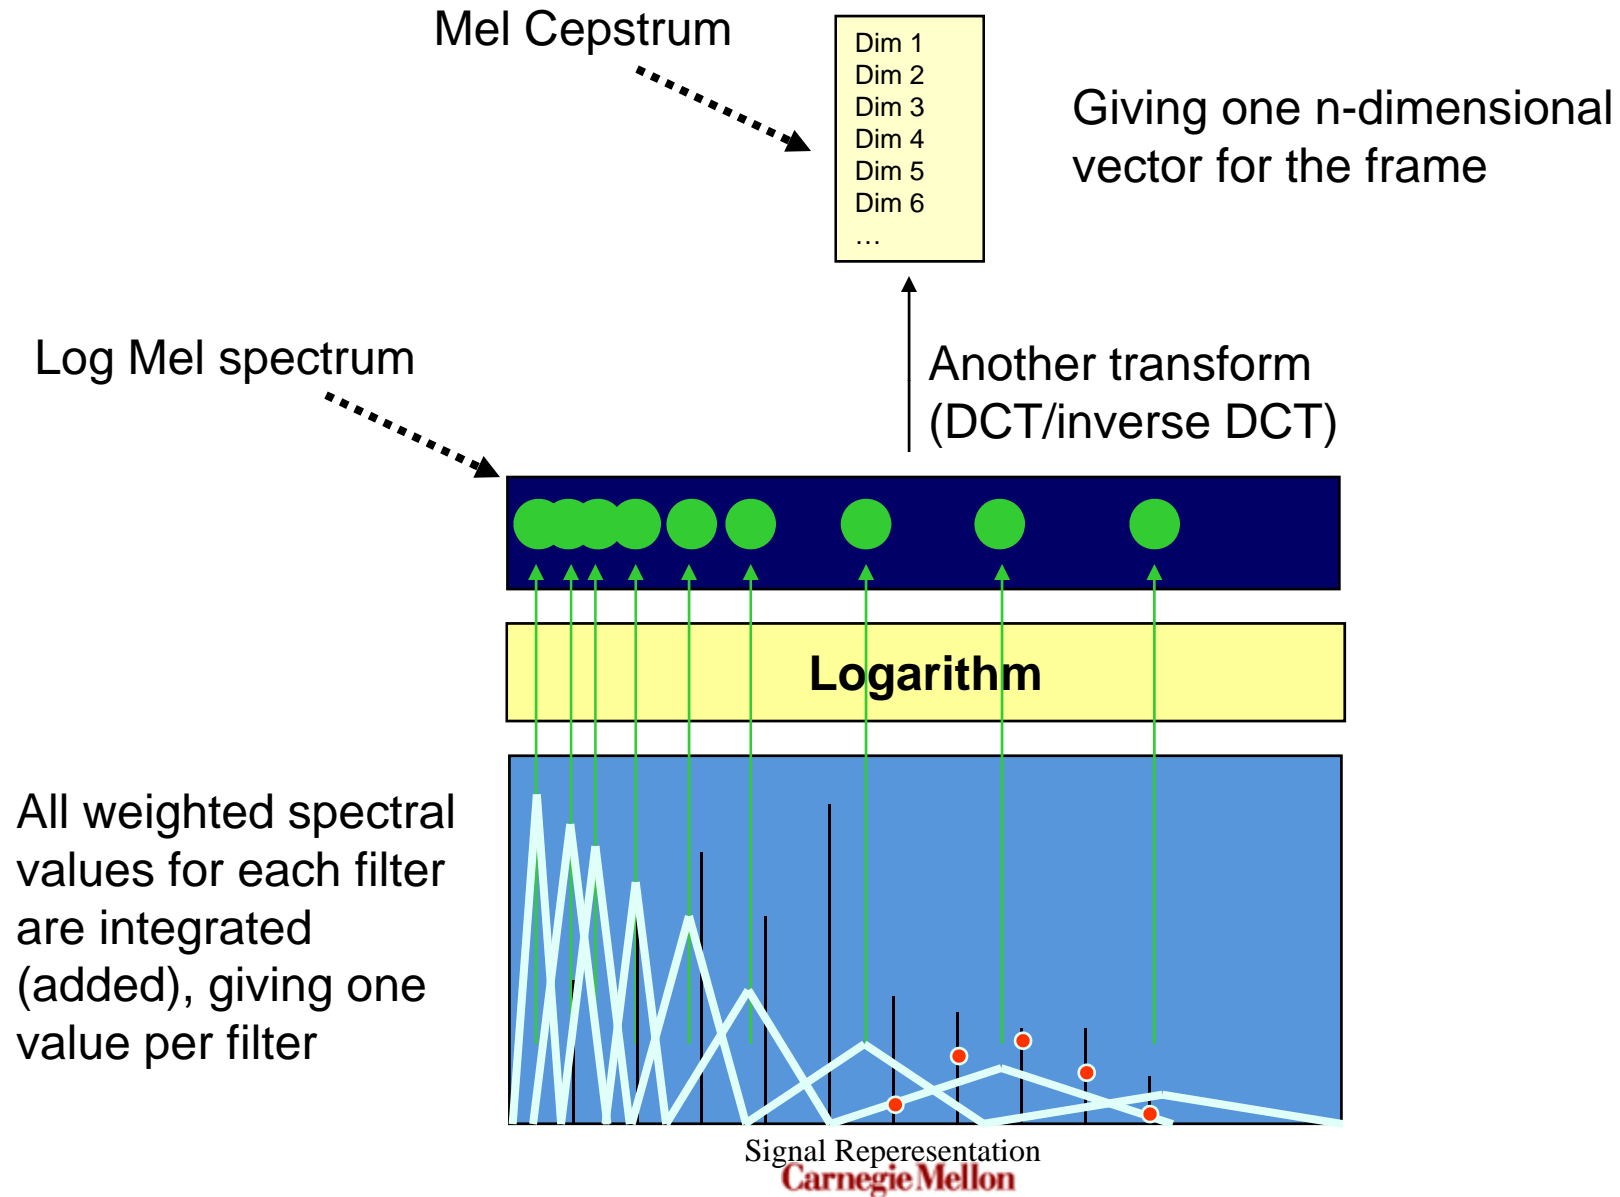 Mel Cepstrum
Dim 1
Dim 2
Dim 3
Dim 4
Dim 5
Dim 6
…
Giving one n-dimensional
vector for the frame
Log Mel spectrum
Another transform
(DCT/inverse DCT)
Logarithm
All weighted spectral
values for each filter
are integrated
(added), giving one
value per filter
Signal Reperesentation
Carnegie Mellon